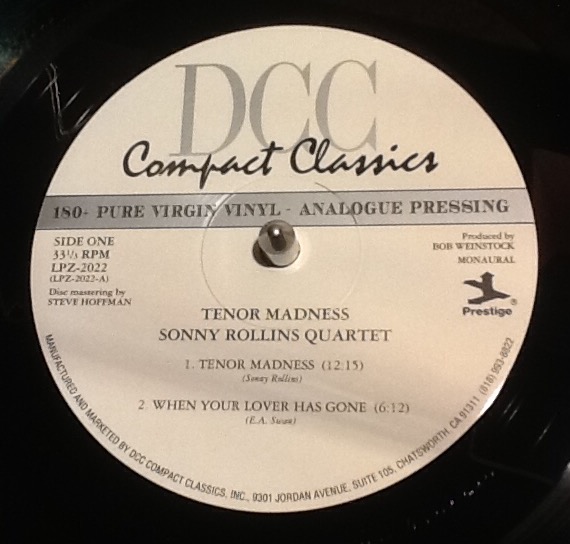 DCC
Compact Classics
180- PURE VIRGIN VINYL - ANALOGUE PRESSING
SIDE ONE
33⅓ RPM
LPZ-2022
(LPZ-2022-A)
Disc mastering by
STEVE HOFFMAN
Produced by
BOB WEINSTOCK
MONAURAL
Prestige®
TENOR MADNESS
SONNY ROLLINS QUARTET
1. TENOR MADNESS (12:15)
(Sonny Rollins)
2. WHEN YOUR LOVER HAS GONE (6:12)
(E.A. Swan)
MANUFACTURED AND MARKETED BY DCC COMPACT CLASSICS, INC., 9301 JORDAN AVENUE, SUITE 105, CHATSWORTH, CA 91311 (818) 993-8822